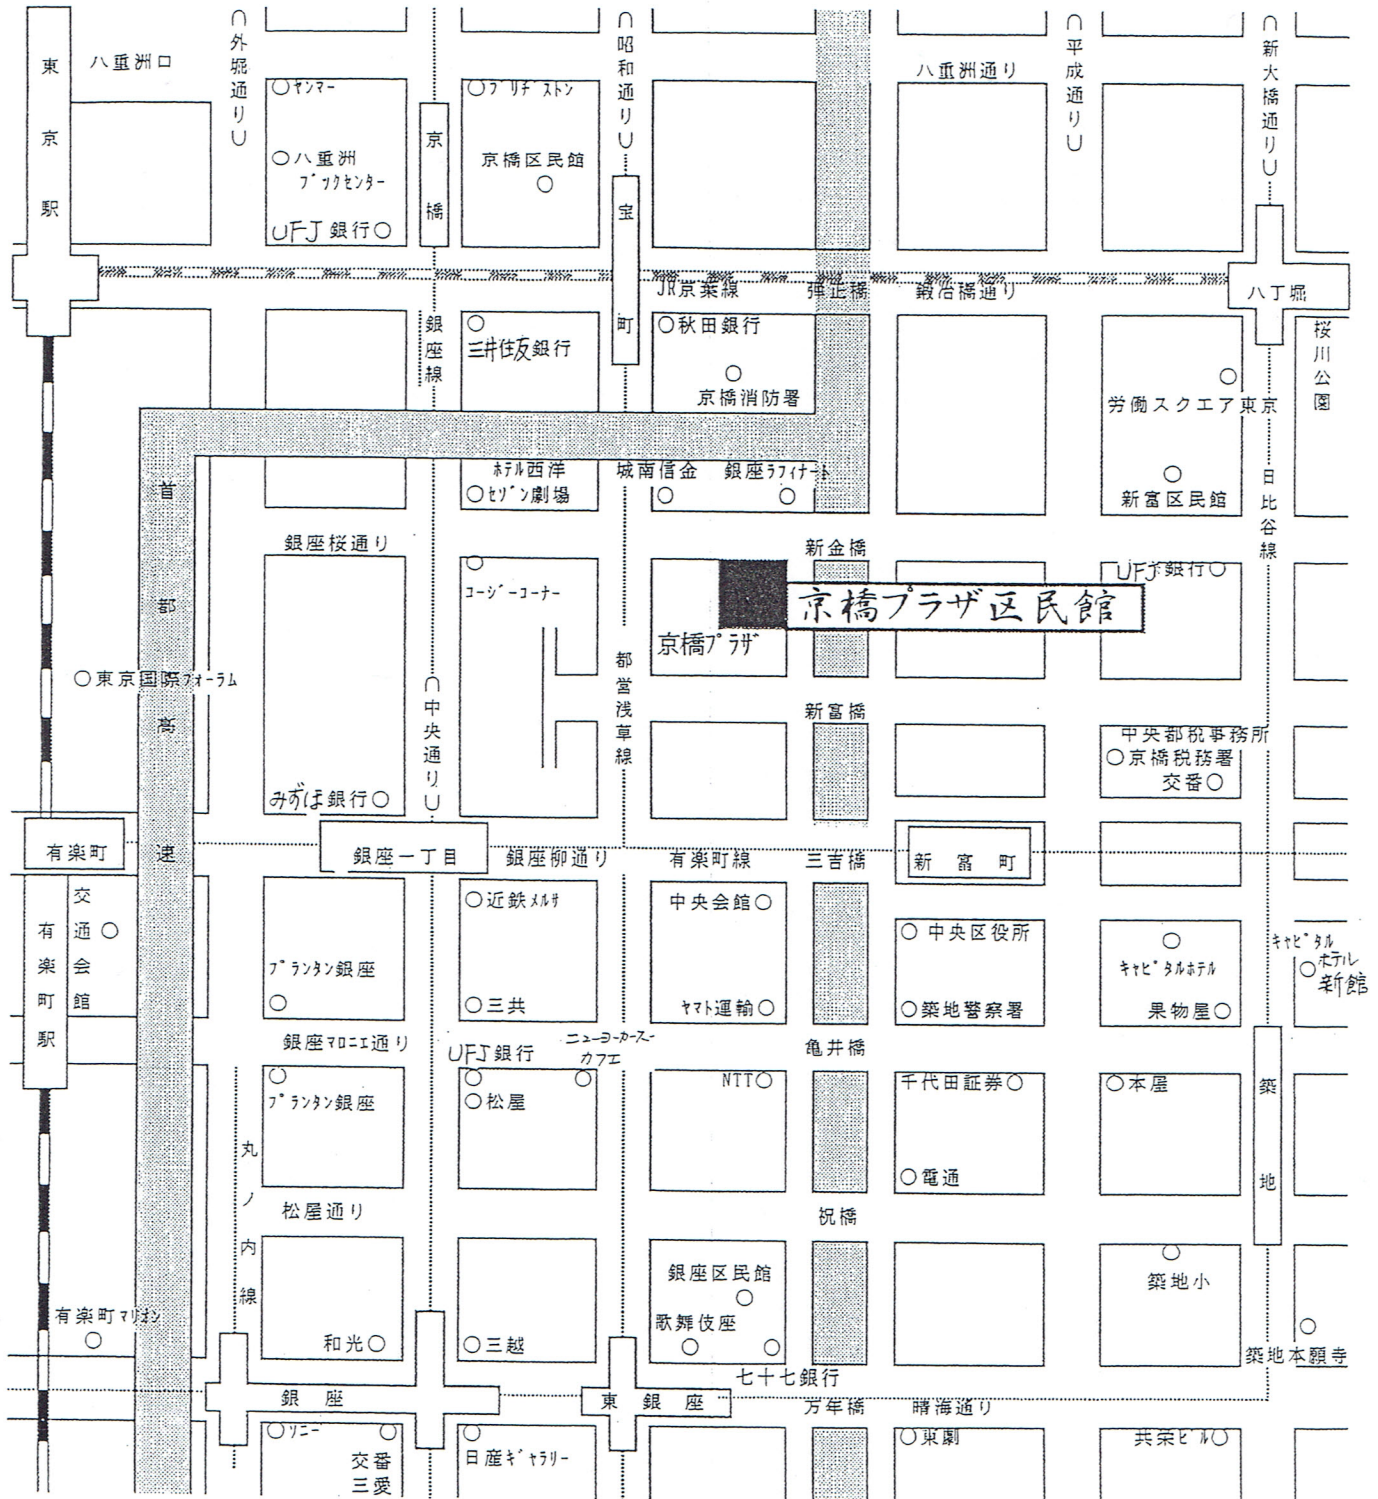 東京駅
八重洲口
外堀通り
ヤンマー
八重洲
ブックセンター
UFJ銀行
京橋
ブリヂストン
京橋区民館
昭和通り
宝町
八重洲通り
平成通り
新大橋通り
JR京葉線
弾正橋
鍛冶橋通り
八丁堀
銀座線
三井住友銀行
秋田銀行
京橋消防署
労働スクエア東京
桜川公園
新富区民館
日比谷線
首都高速
ホテル西洋
セゾン劇場
城南信金
銀座ラフィナート
銀座桜通り
コージーコーナー
新金橋
京橋プラザ区民館
京橋プラザ
UFJ銀行
東京国際フォーラム
中央通り
都営浅草線
新富橋
中央都税事務所
京橋税務署
交番
みずほ銀行
有楽町
銀座一丁目
銀座柳通り
有楽町線
三吉橋
新富町
交通会館
有楽町駅
近鉄メルサ
中央会館
中央区役所
キャピタルホテル
キャピタル
ホテル
新館
プランタン銀座
三共
ヤマト運輸
築地警察署
果物屋
銀座マロニエ通り
UFJ銀行
ニューヨーカース
カフェ
亀井橋
プランタン銀座
松屋
NTT
千代田証券
本屋
築地
丸ノ内線
電通
松屋通り
祝橋
銀座区民館
歌舞伎座
築地小
有楽町マリオン
和光
三越
築地本願寺
七十七銀行
銀座
東銀座
万年橋
晴海通り
ソニー
交番
三愛
日産ギャラリー
東劇
共栄ビル